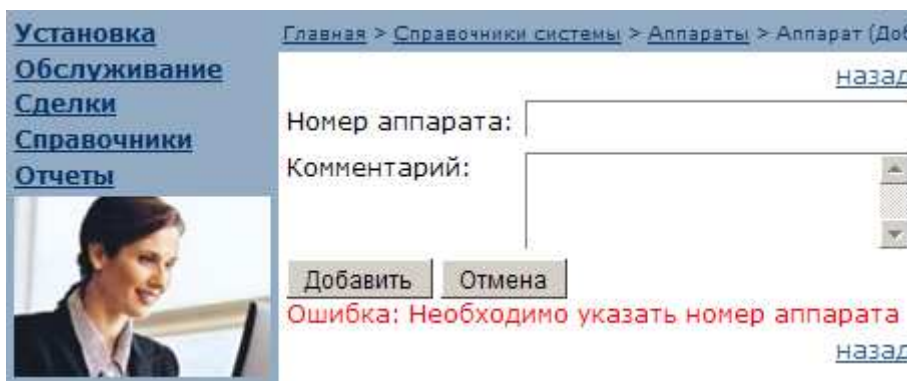 Установка
Обслуживание
Сделки
Справочники
Отчеты
Главная > Справочники системы > Аппараты > Аппарат (Доб
назад
Номер аппарата:
Комментарий:
Добавить Отмена
Ошибка: Необходимо указать номер аппарата
назад